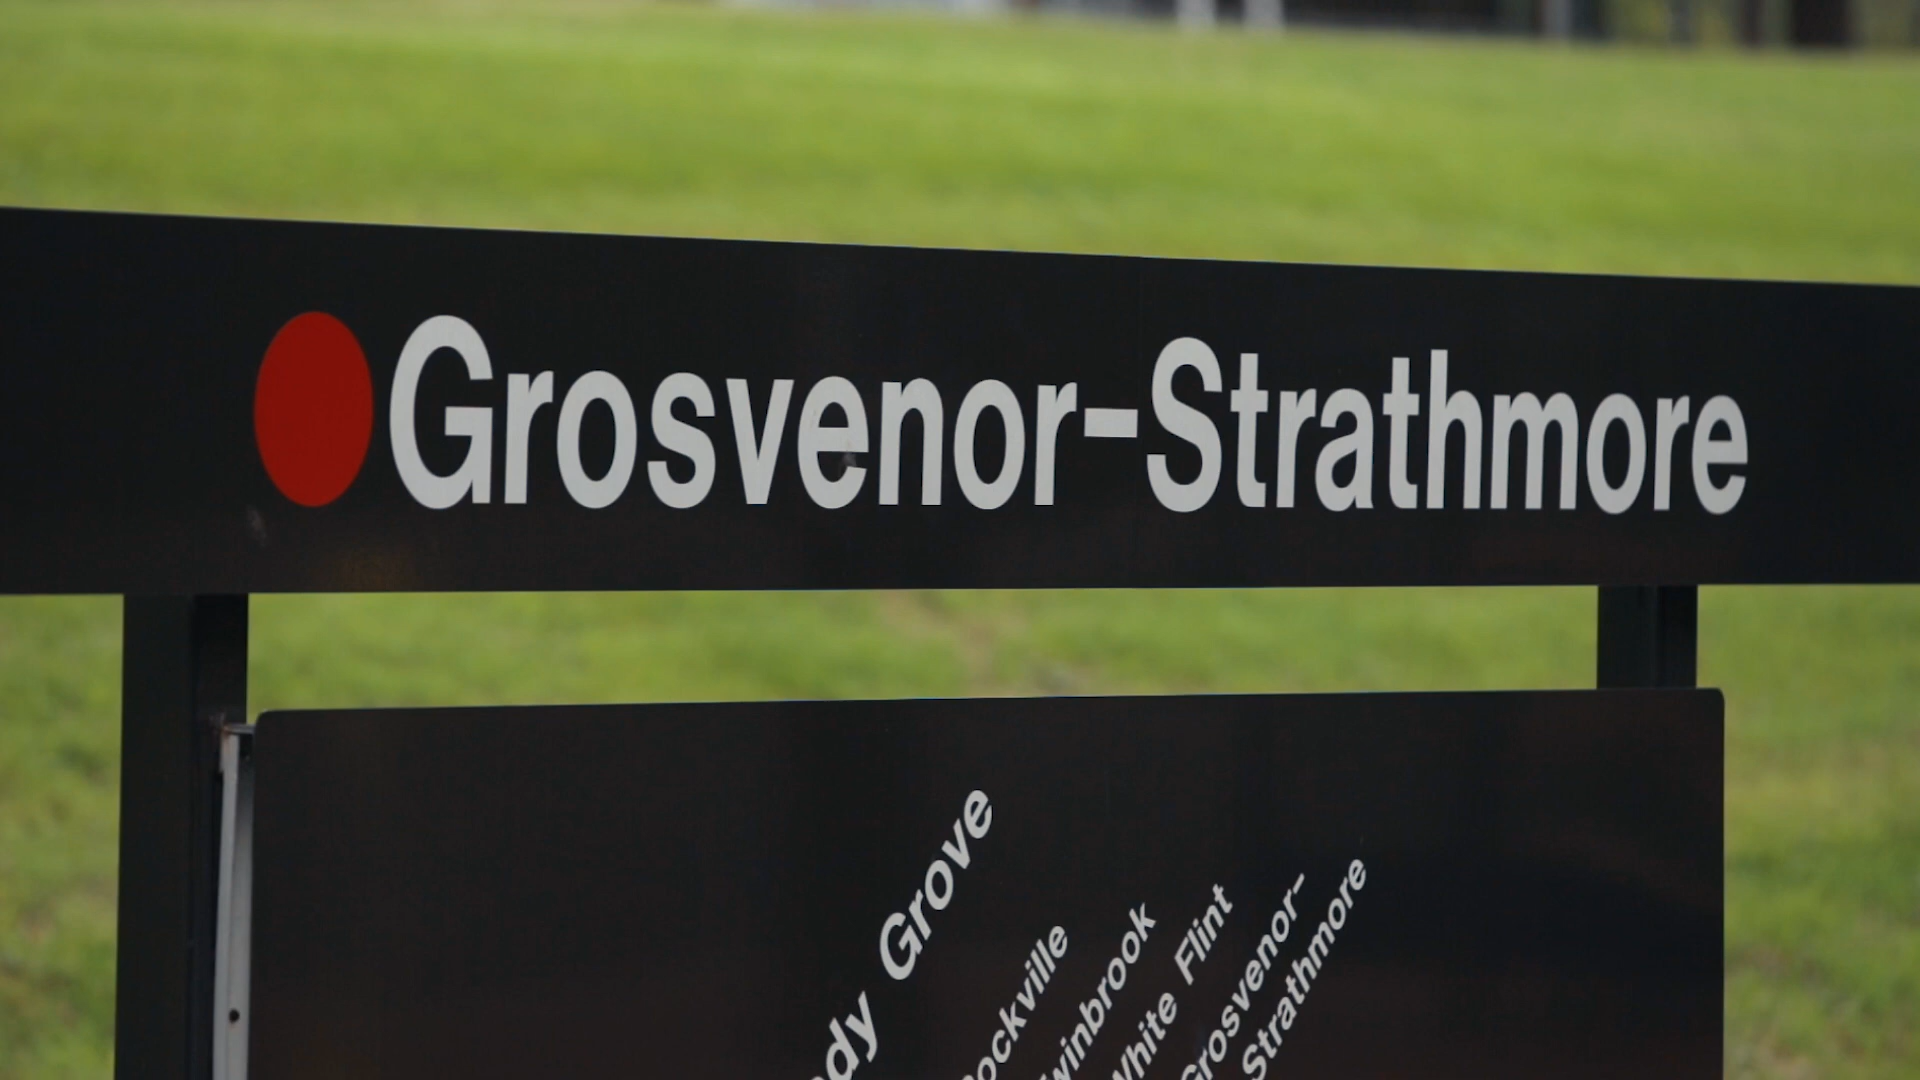 Grosvenor-Strathmore
dy Grove
ockville
winbrook
White Flint
Grosvenor-
Strathmore